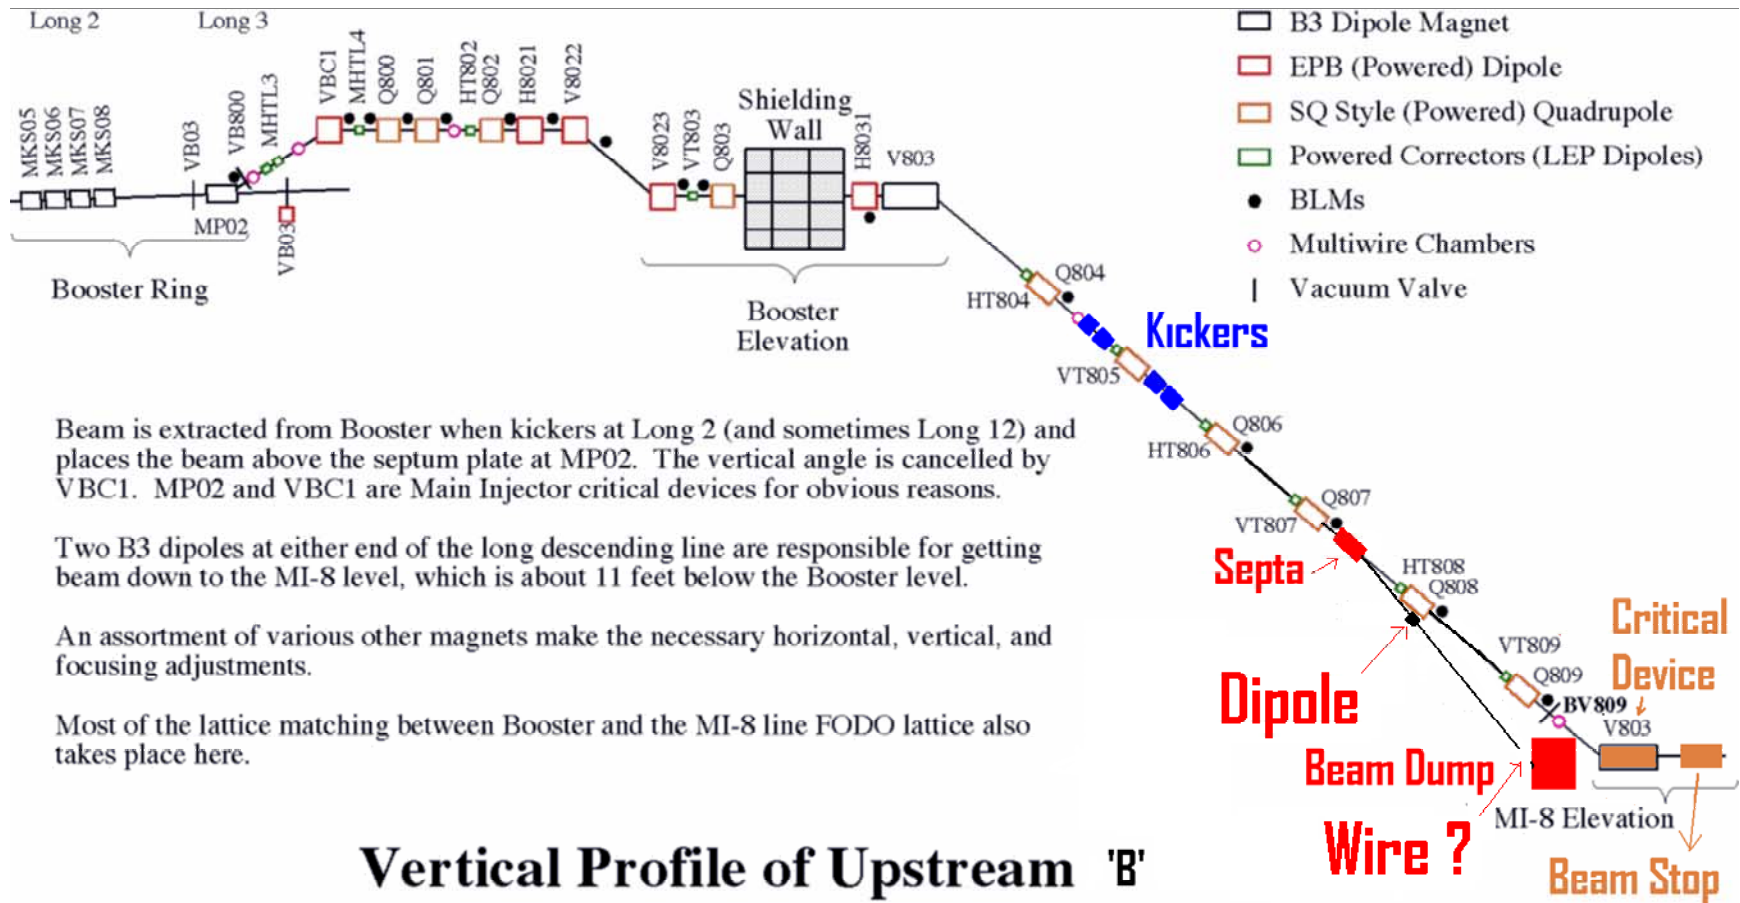 Long 2
Long 3
MKS05
MKS06
MKS07
MKS08
VB03
VB800
MHTL3
VBC1
MHTL4
Q800
Q801
HT802
Q802
H8021
V8022
MP02
VB03
Booster Ring
V8023
VT803
Q803
Shielding
Wall
H8031
V803
Booster
Elevation
B3 Dipole Magnet
EPB (Powered) Dipole
SQ Style (Powered) Quadrupole
Powered Correctors (LEP Dipoles)
BLMs
Multiwire Chambers
Vacuum Valve
Q804
HT804
Kickers
VT805
Q806
HT806
Q807
VT807
Septa
HT808
Q808
Dipole
VT809
Q809
BV809
Critical
Device
V803
Beam Dump
Wire ?
MI-8 Elevation
Beam Stop
Beam is extracted from Booster when kickers at Long 2 (and sometimes Long 12) and
places the beam above the septum plate at MP02. The vertical angle is cancelled by
VBC1. MP02 and VBC1 are Main Injector critical devices for obvious reasons.
Two B3 dipoles at either end of the long descending line are responsible for getting
beam down to the MI-8 level, which is about 11 feet below the Booster level.
An assortment of various other magnets make the necessary horizontal, vertical, and
focusing adjustments.
Most of the lattice matching between Booster and the MI-8 line FODO lattice also
takes place here.
Vertical Profile of Upstream 'B'